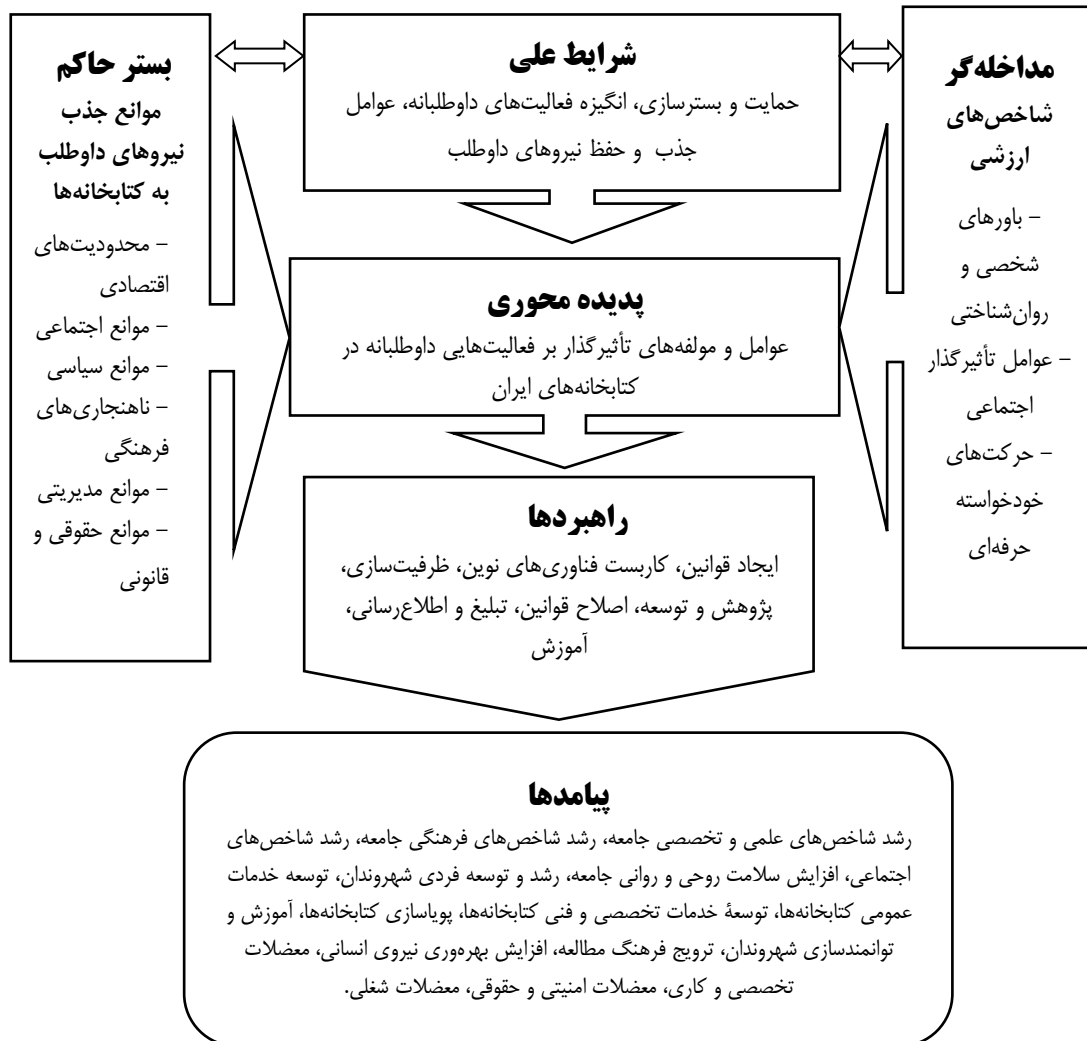 مداخله‌گر
شاخص‌های
ارزشی
- باورهای
شخصی و
روان‌شناختی
- عوامل تأثیرگذار
اجتماعی
- حرکت‌های
خودخواسته
حرفه‌ای
شرایط علی
حمایت و بسترسازی، انگیزه فعالیت‌های داوطلبانه، عوامل
جذب و حفظ نیروهای داوطلب
بستر حاکم
موانع جذب
نیروهای داوطلب
به کتابخانه‌ها
- محدودیت‌های
اقتصادی
- موانع اجتماعی
- موانع سیاسی
- ناهنجاری‌های
فرهنگی
- موانع مدیریتی
- موانع حقوقی و
قانونی
پدیده محوری
عوامل و مولفه‌های تأثیرگذار بر فعالیت‌هایی داوطلبانه در
کتابخانه‌های ایران
راهبردها
ایجاد قوانین، کاربست فناوری‌های نوین، ظرفیت‌سازی،
پژوهش و توسعه، اصلاح قوانین، تبلیغ و اطلاع‌رسانی،
آموزش
پیامدها
رشد شاخص‌های علمی و تخصصی جامعه، رشد شاخص‌های فرهنگی جامعه، رشد شاخص‌های
اجتماعی، افزایش سلامت روحی و روانی جامعه، رشد و توسعه فردی شهروندان، توسعه خدمات
عمومی کتابخانه‌ها، توسعۀ خدمات تخصصی و فنی کتابخانه‌ها، پویاسازی کتابخانه‌ها، آموزش و
توانمندسازی شهروندان، ترویج فرهنگ مطالعه، افزایش بهره‌وری نیروی انسانی، معضلات
تخصصی و کاری، معضلات امنیتی و حقوقی، معضلات شغلی.